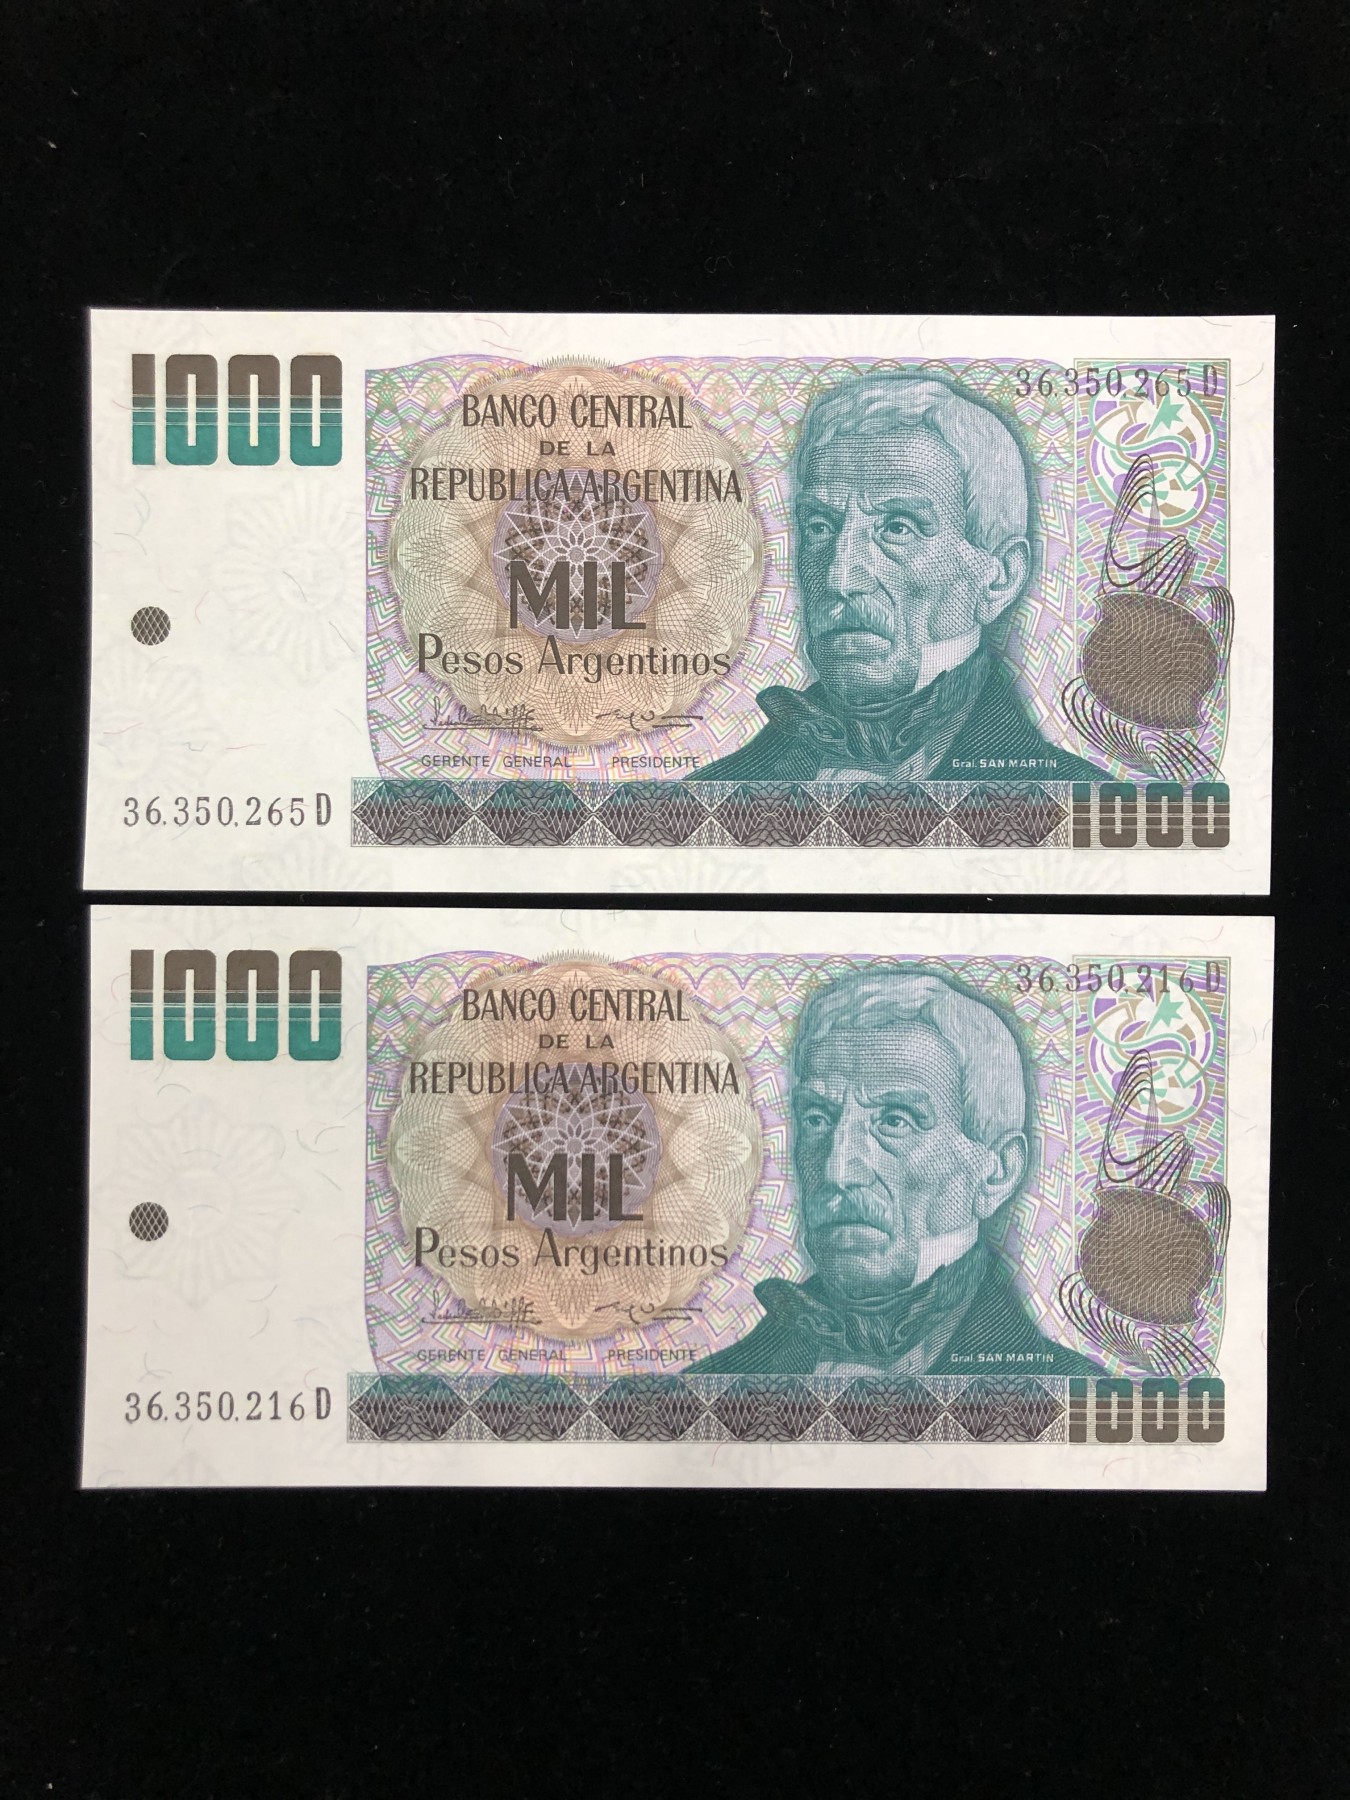 1000
36.350.265 D
BANCO CENTRAL
DE LA
REPUBLICA ARGENTINA
MIL
Pesos Argentinos
GERENTE GENERAL PRESIDENTE
Gral. SAN MARTIN
36.350.265 D
1000
1000
36.350.216 D
BANCO CENTRAL
DE LA
REPUBLICA ARGENTINA
MIL
Pesos Argentinos
GERENTE GENERAL PRESIDENTE
Gral. SAN MARTIN
36.350.216 D
1000